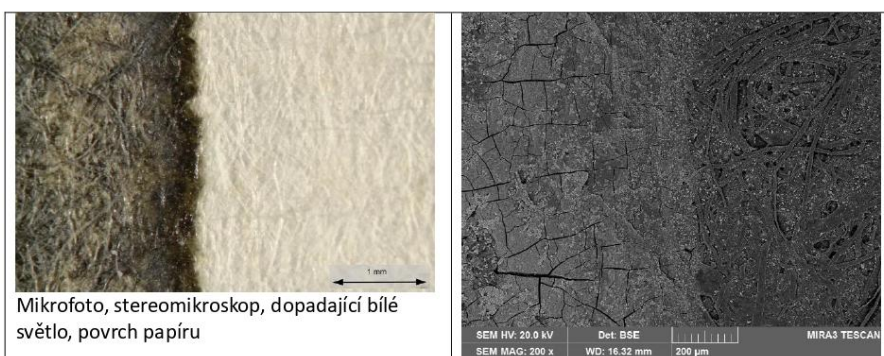 1 mm
Mikrofoto, stereomikroskop, dopadající bílé
světlo, povrch papíru
SEM HV: 20.0 kV Det: BSE MIRA3 TESCAN
SEM MAG: 200 x WD: 16.32 mm 200 µm